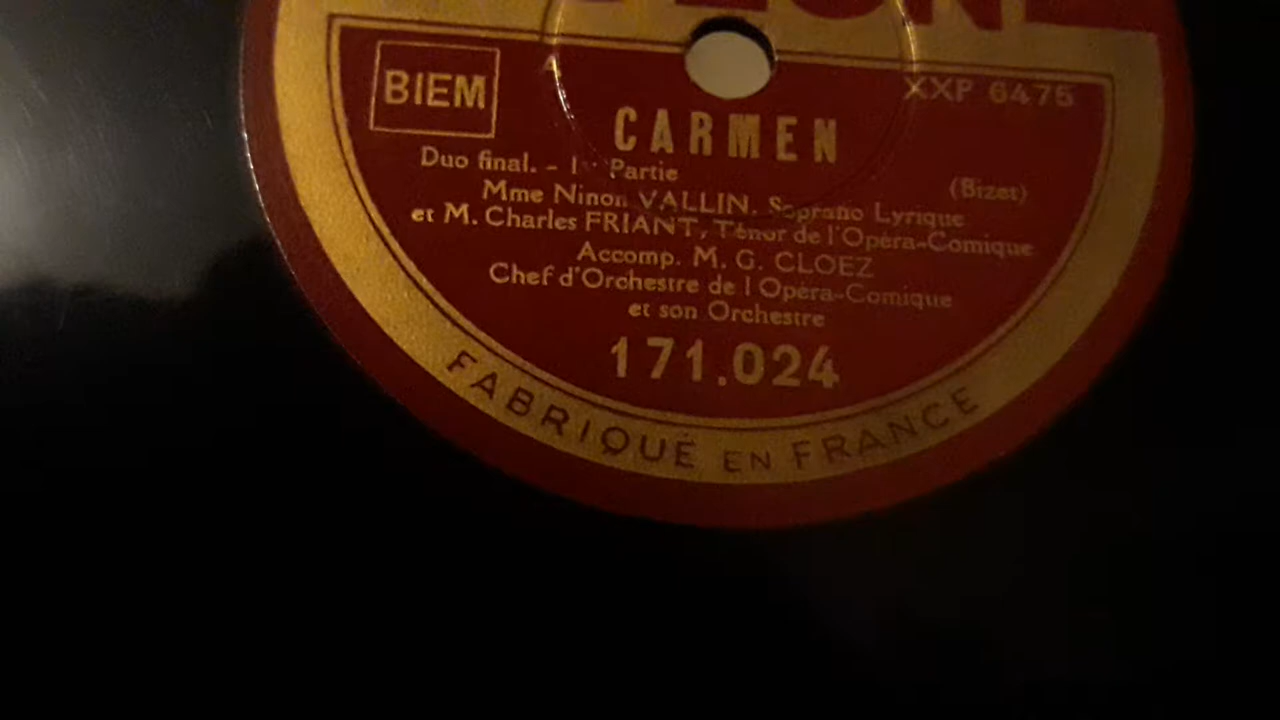 BIEM
XXP 6475
CARMEN
Duo final. - 1re Partie
(Bizet)
Mme Ninon VALLIN, Soprano Lyrique
et M. Charles FRIANT, Ténor de l'Opéra-Comique
Accomp. M. G. CLOEZ
Chef d'Orchestre de l'Opéra-Comique
et son Orchestre
171.024
FABRIQUÉ EN FRANCE